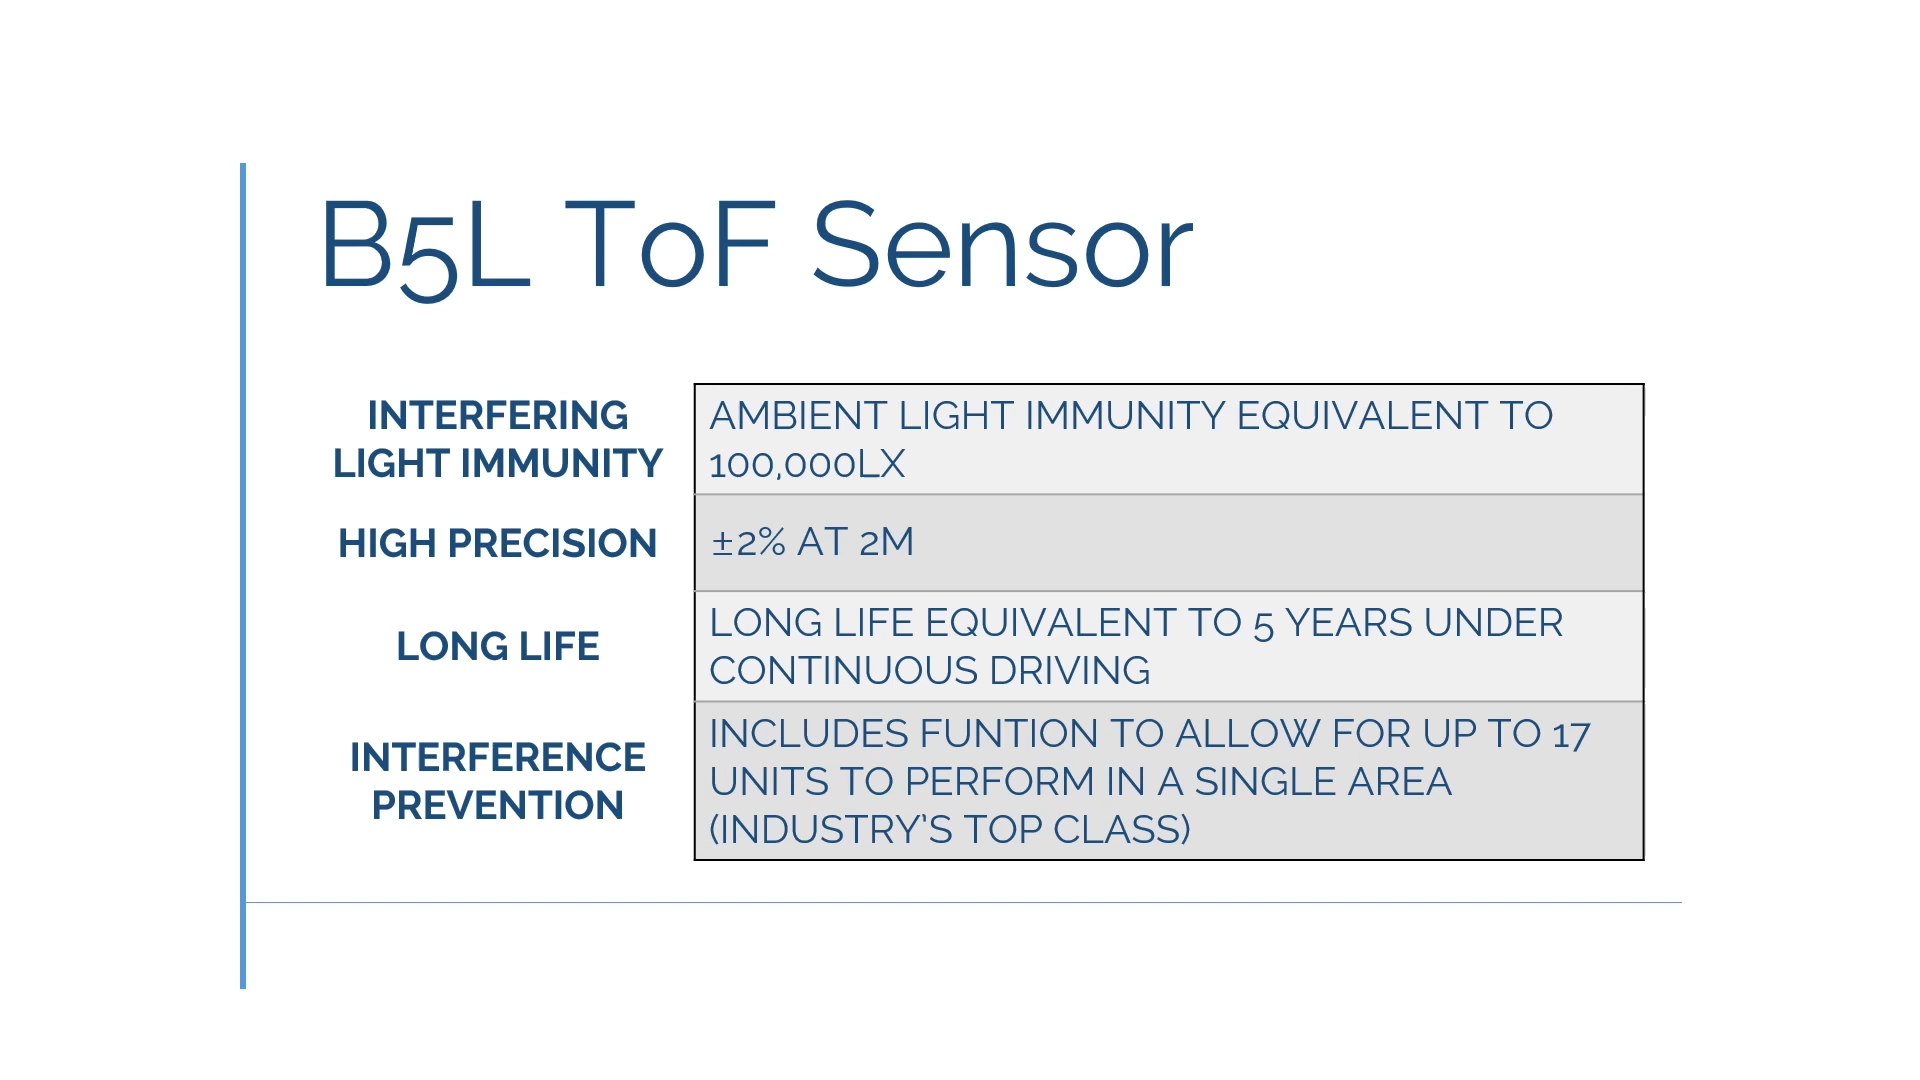 B5L ToF Sensor
INTERFERING
LIGHT IMMUNITY
AMBIENT LIGHT IMMUNITY EQUIVALENT TO
100,000LX
HIGH PRECISION
±2% AT 2M
LONG LIFE
LONG LIFE EQUIVALENT TO 5 YEARS UNDER
CONTINUOUS DRIVING
INTERFERENCE
PREVENTION
INCLUDES FUNTION TO ALLOW FOR UP TO 17
UNITS TO PERFORM IN A SINGLE AREA
(INDUSTRY'S TOP CLASS)